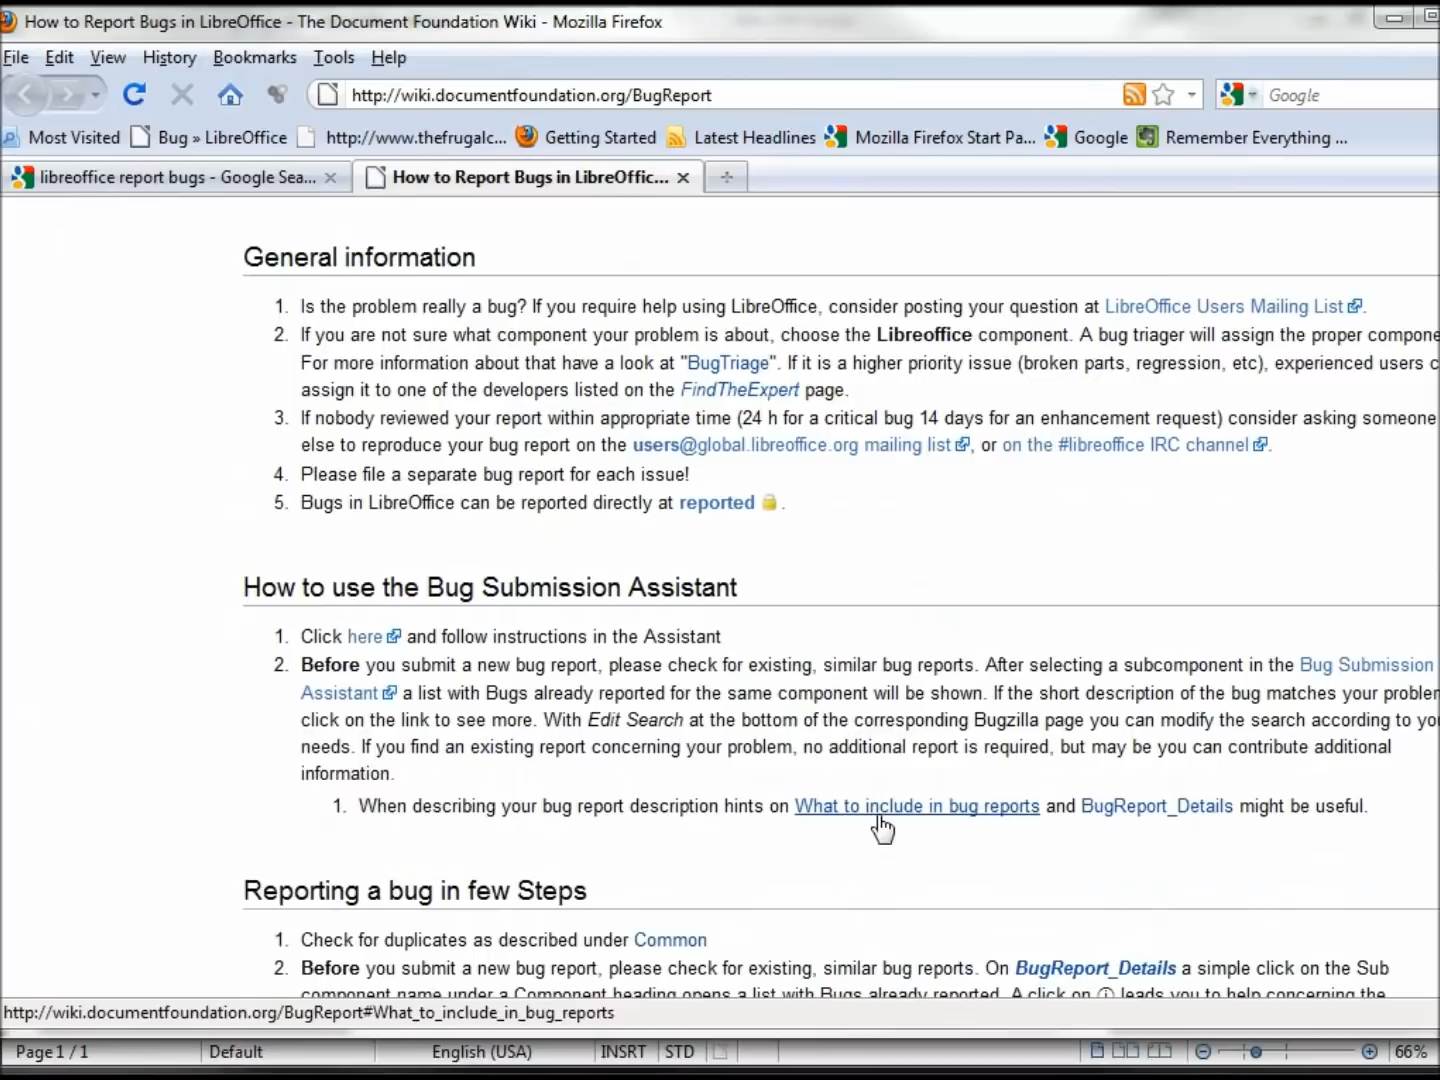 How to Report Bugs in LibreOffice - The Document Foundation Wiki - Mozilla Firefox
File Edit View History Bookmarks Tools Help
http://wiki.documentfoundation.org/BugReport Google
Most Visited Bug » LibreOffice http://www.thefrugalc... Getting Started Latest Headlines Mozilla Firefox Start Pa... Google Remember Everything ...
libreoffice report bugs - Google Sea... How to Report Bugs in LibreOffic...
General information
1. Is the problem really a bug? If you require help using LibreOffice, consider posting your question at LibreOffice Users Mailing List.
2. If you are not sure what component your problem is about, choose the Libreoffice component. A bug triager will assign the proper compone
For more information about that have a look at "BugTriage". If it is a higher priority issue (broken parts, regression, etc), experienced users c
assign it to one of the developers listed on the FindTheExpert page.
3. If nobody reviewed your report within appropriate time (24 h for a critical bug 14 days for an enhancement request) consider asking someone
else to reproduce your bug report on the users@global.libreoffice.org mailing list, or on the #libreoffice IRC channel.
4. Please file a separate bug report for each issue!
5. Bugs in LibreOffice can be reported directly at reported .
How to use the Bug Submission Assistant
1. Click here and follow instructions in the Assistant
2. Before you submit a new bug report, please check for existing, similar bug reports. After selecting a subcomponent in the Bug Submission
Assistant a list with Bugs already reported for the same component will be shown. If the short description of the bug matches your problem
click on the link to see more. With Edit Search at the bottom of the corresponding Bugzilla page you can modify the search according to you
needs. If you find an existing report concerning your problem, no additional report is required, but may be you can contribute additional
information.
1. When describing your bug report description hints on What to include in bug reports and BugReport_Details might be useful.
Reporting a bug in few Steps
1. Check for duplicates as described under Common
2. Before you submit a new bug report, please check for existing, similar bug reports. On BugReport_Details a simple click on the Sub
component name under a Component heading opens a list with Bugs already reported. A click on ⓘ leads you to help concerning the
http://wiki.documentfoundation.org/BugReport#What_to_include_in_bug_reports
Page 1 / 1 Default English (USA) INSRT STD 66%